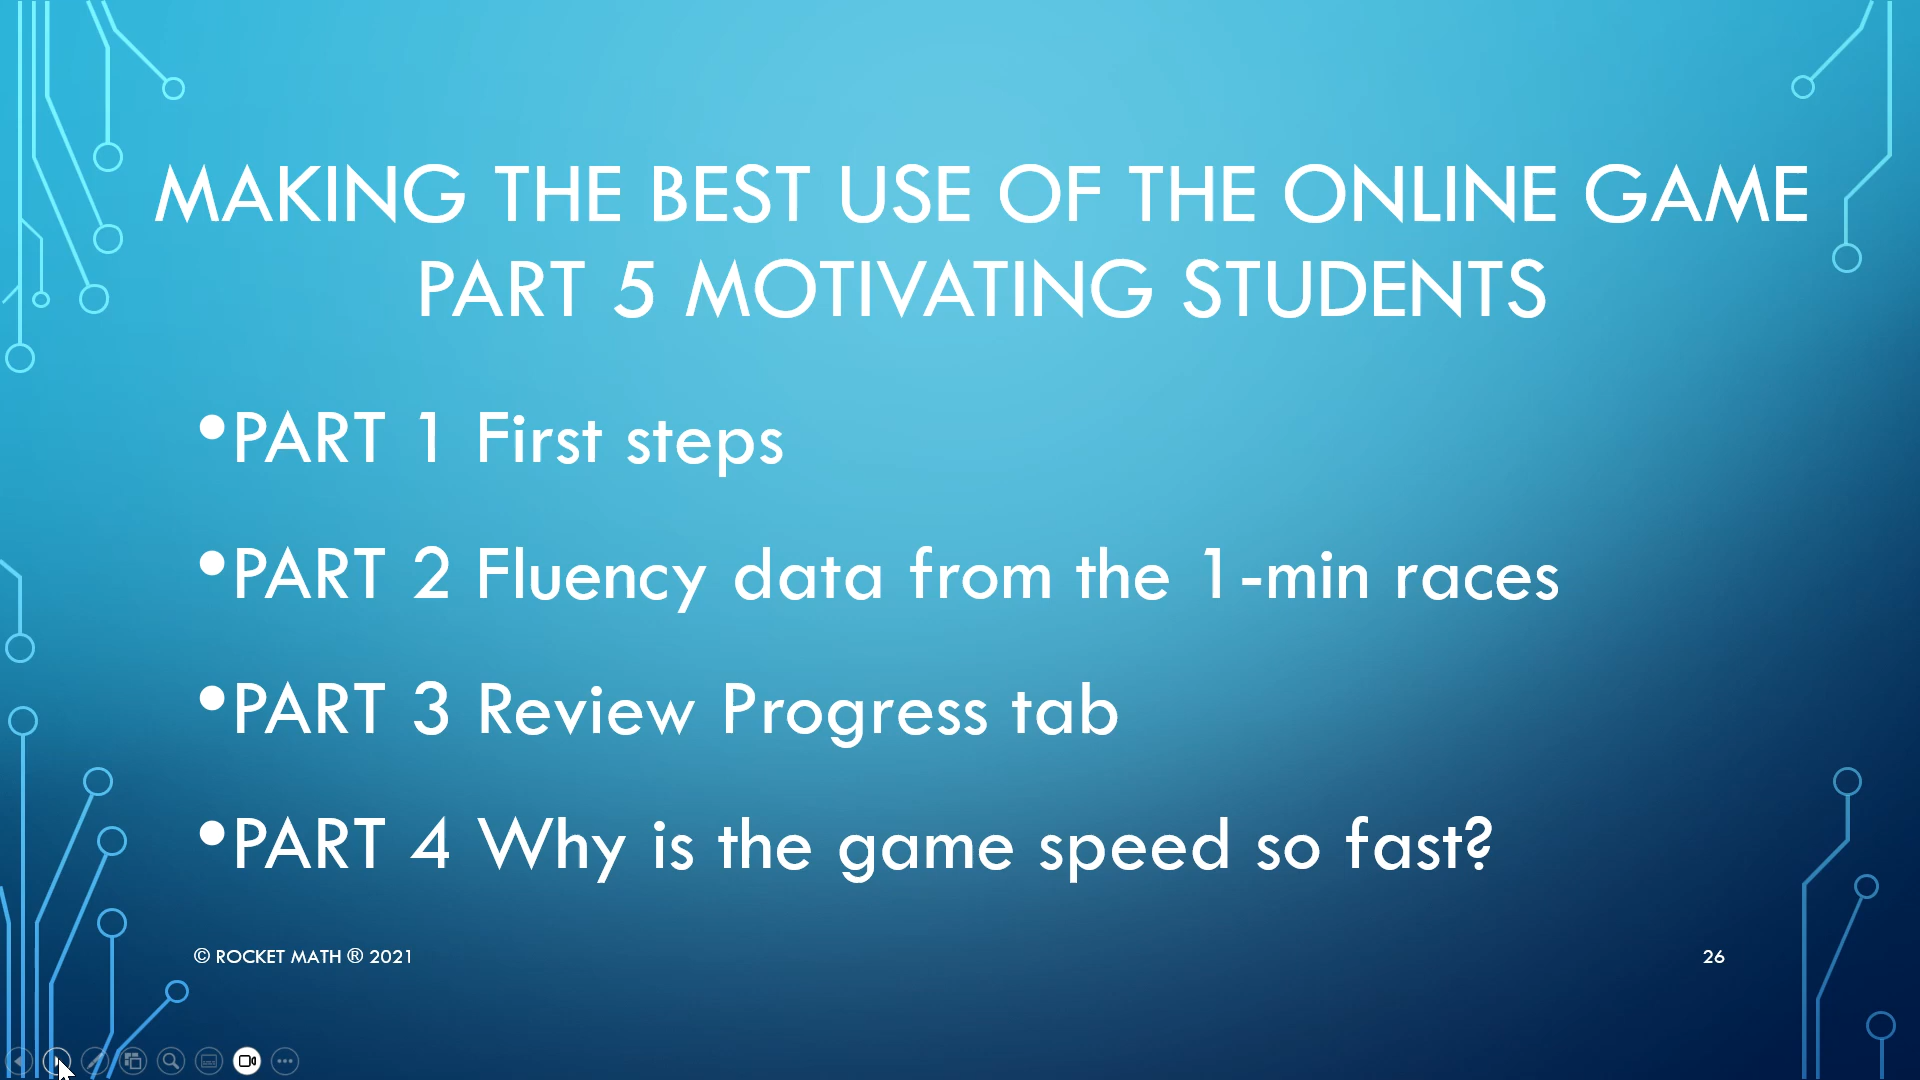 MAKING THE BEST USE OF THE ONLINE GAME
PART 5 MOTIVATING STUDENTS
•PART 1 First steps
•PART 2 Fluency data from the 1-min races
•PART 3 Review Progress tab
•PART 4 Why is the game speed so fast?
© ROCKET MATH ® 2021
26